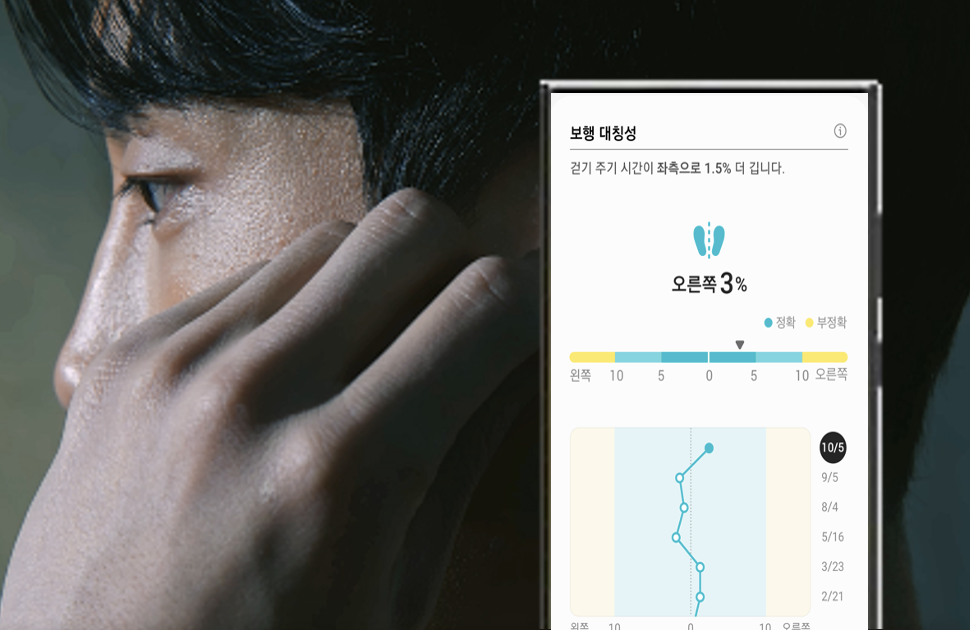 보행 대칭성
걷기 주기 시간이 좌측으로 1.5% 더 깁니다.
오른쪽 3%
정확 부정확
왼쪽 10 5 0 5 10 오른쪽
10/5
9/5
8/4
5/16
3/23
2/21
왼쪽 10 0 10 오른쪽